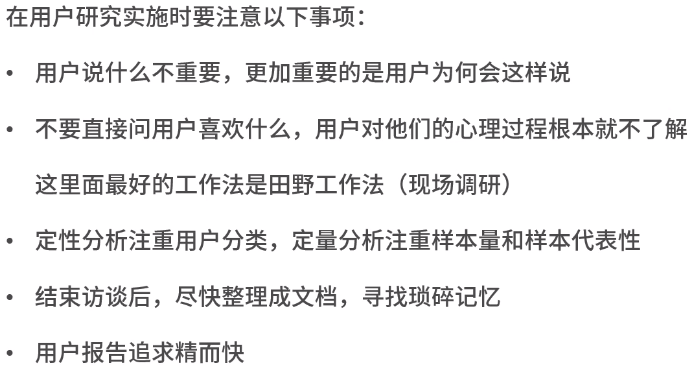 在用户研究实施时要注意以下事项：
• 用户说什么不重要，更加重要的是用户为何会这样说
• 不要直接问用户喜欢什么，用户对他们的心理过程根本就不了解
这里面最好的工作法是田野工作法（现场调研）
• 定性分析注重用户分类，定量分析注重样本量和样本代表性
• 结束访谈后，尽快整理成文档，寻找琐碎记忆
• 用户报告追求精而快